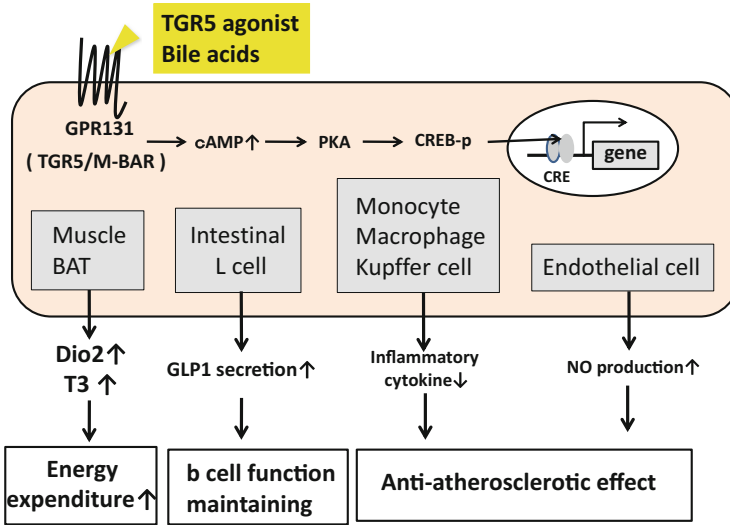 TGR5 agonist
Bile acids
GPR131
( TGR5/M-BAR )
cAMP↑
PKA
CREB-p
CRE
gene
Muscle
BAT
Intestinal
L cell
Monocyte
Macrophage
Kupffer cell
Endothelial cell
Dio2↑
T3 ↑
GLP1 secretion↑
Inflammatory
cytokine↓
NO production↑
Energy
expenditure↑
b cell function
maintaining
Anti-atherosclerotic effect